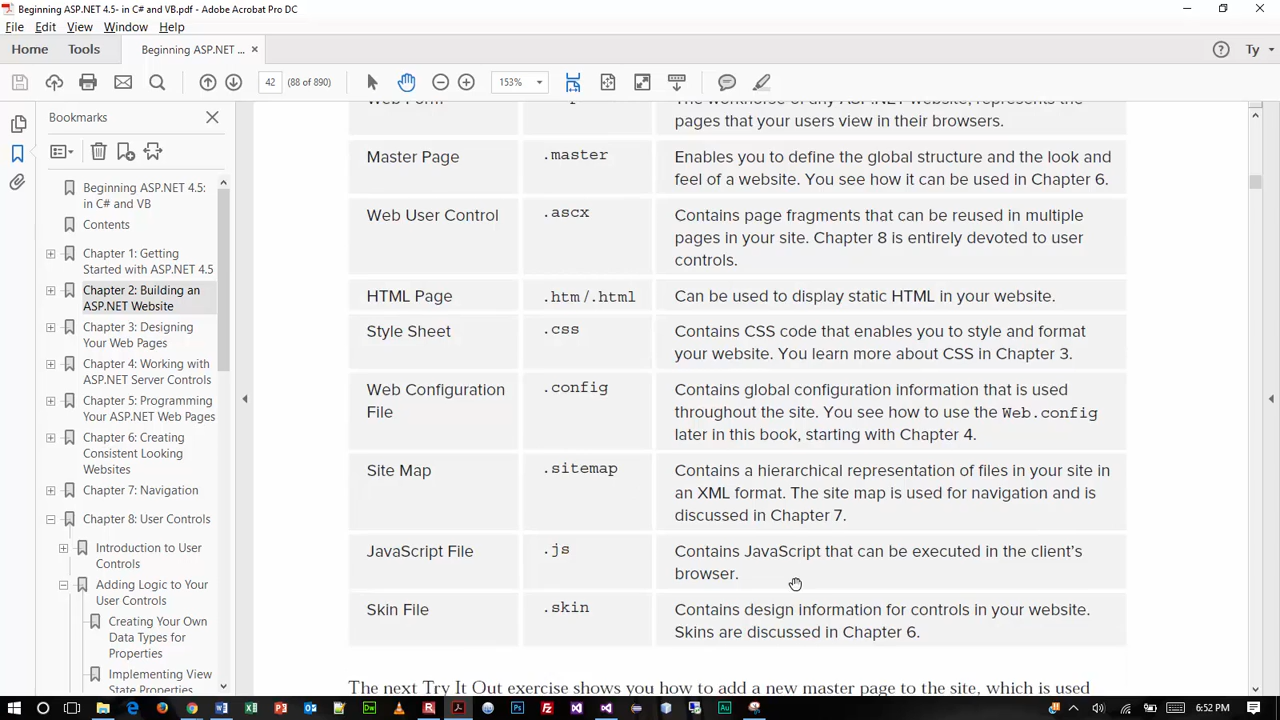 Beginning ASP.NET 4.5- in C# and VB.pdf - Adobe Acrobat Pro DC
File Edit View Window Help
Home Tools Beginning ASP.NET ... × Ty
42 (88 of 890) 153%
Bookmarks
Beginning ASP.NET 4.5:
in C# and VB
Contents
Chapter 1: Getting
Started with ASP.NET 4.5
Chapter 2: Building an
ASP.NET Website
Chapter 3: Designing
Your Web Pages
Chapter 4: Working with
ASP.NET Server Controls
Chapter 5: Programming
Your ASP.NET Web Pages
Chapter 6: Creating
Consistent Looking
Websites
Chapter 7: Navigation
Chapter 8: User Controls
Introduction to User
Controls
Adding Logic to Your
User Controls
Creating Your Own
Data Types for
Properties
Implementing View
State Properties
Web Form The workhorse of any ASP.NET website, represents the
pages that your users view in their browsers.
Master Page .master Enables you to define the global structure and the look and
feel of a website. You see how it can be used in Chapter 6.
Web User Control .ascx Contains page fragments that can be reused in multiple
pages in your site. Chapter 8 is entirely devoted to user
controls.
HTML Page .htm/.html Can be used to display static HTML in your website.
Style Sheet .css Contains CSS code that enables you to style and format
your website. You learn more about CSS in Chapter 3.
Web Configuration .config Contains global configuration information that is used
File throughout the site. You see how to use the Web.config
later in this book, starting with Chapter 4.
Site Map .sitemap Contains a hierarchical representation of files in your site in
an XML format. The site map is used for navigation and is
discussed in Chapter 7.
JavaScript File .js Contains JavaScript that can be executed in the client's
browser.
Skin File .skin Contains design information for controls in your website.
Skins are discussed in Chapter 6.
The next Try It Out exercise shows you how to add a new master page to the site, which is used
6:52 PM